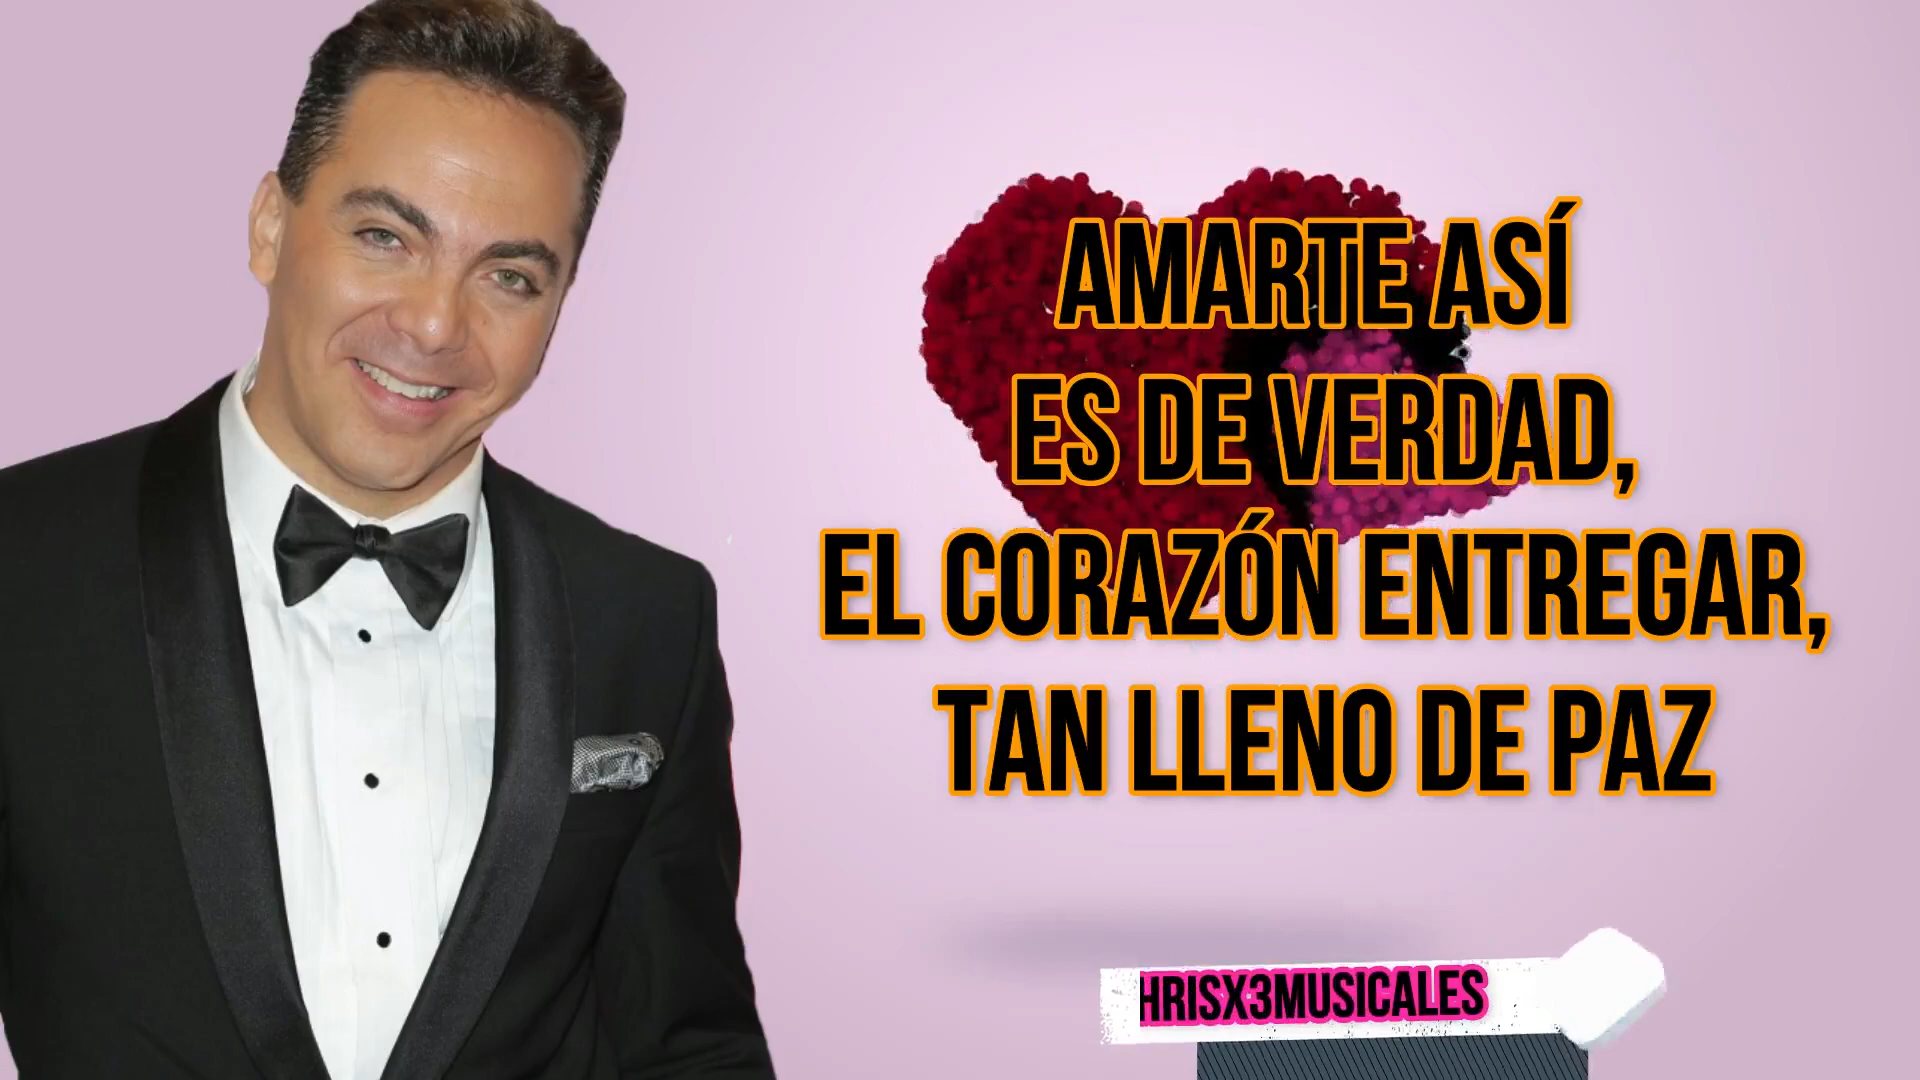 AMARTE ASÍ
ES DE VERDAD,
EL CORAZÓN ENTREGAR,
TAN LLENO DE PAZ
HRISX3MUSICALES